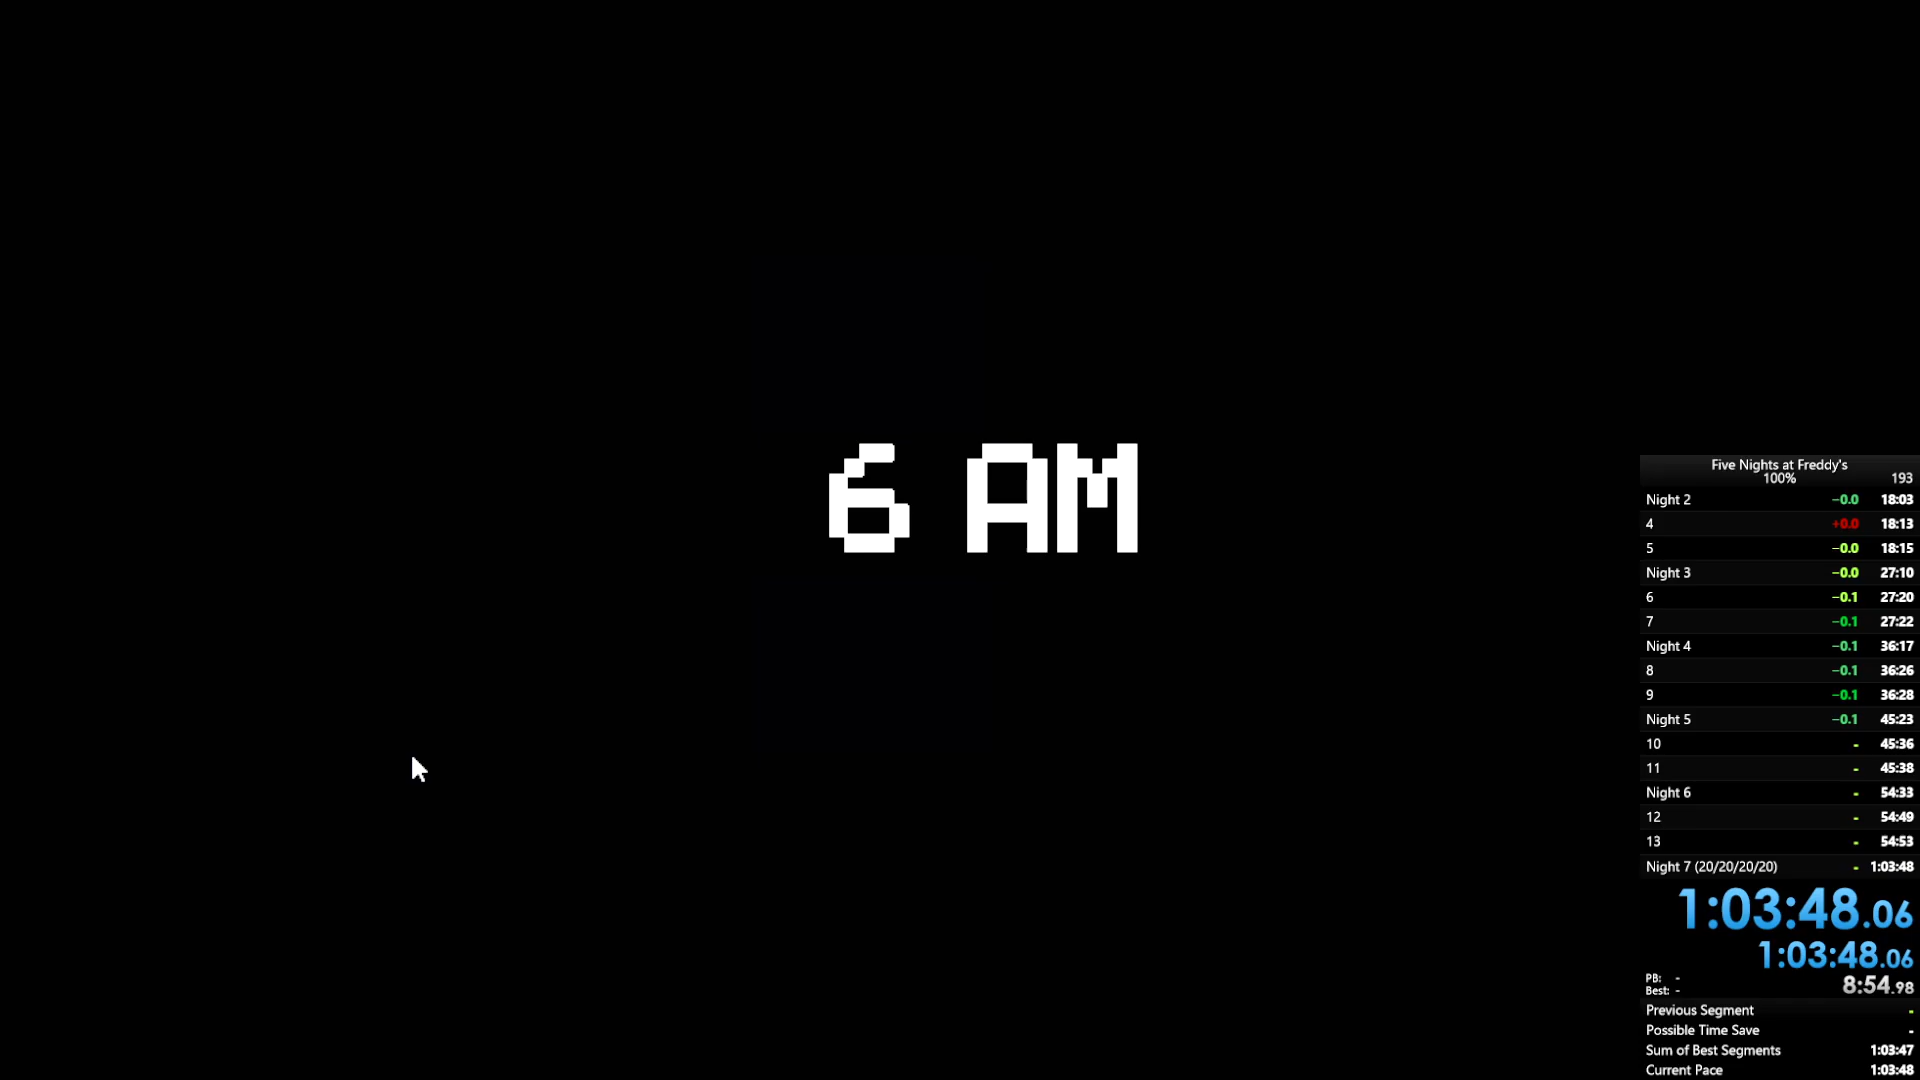 6 AM
Five Nights at Freddy's
100% 193
Night 2 −0.0 18:03
4 +0.0 18:13
5 −0.0 18:15
Night 3 −0.0 27:10
6 −0.1 27:20
7 −0.1 27:22
Night 4 −0.1 36:17
8 −0.1 36:26
9 −0.1 36:28
Night 5 −0.1 45:23
10 - 45:36
11 - 45:38
Night 6 - 54:33
12 - 54:49
13 - 54:53
Night 7 (20/20/20/20) - 1:03:48
1:03:48.06
1:03:48.06
PB: -
Best: - 8:54.98
Previous Segment -
Possible Time Save -
Sum of Best Segments 1:03:47
Current Pace 1:03:48